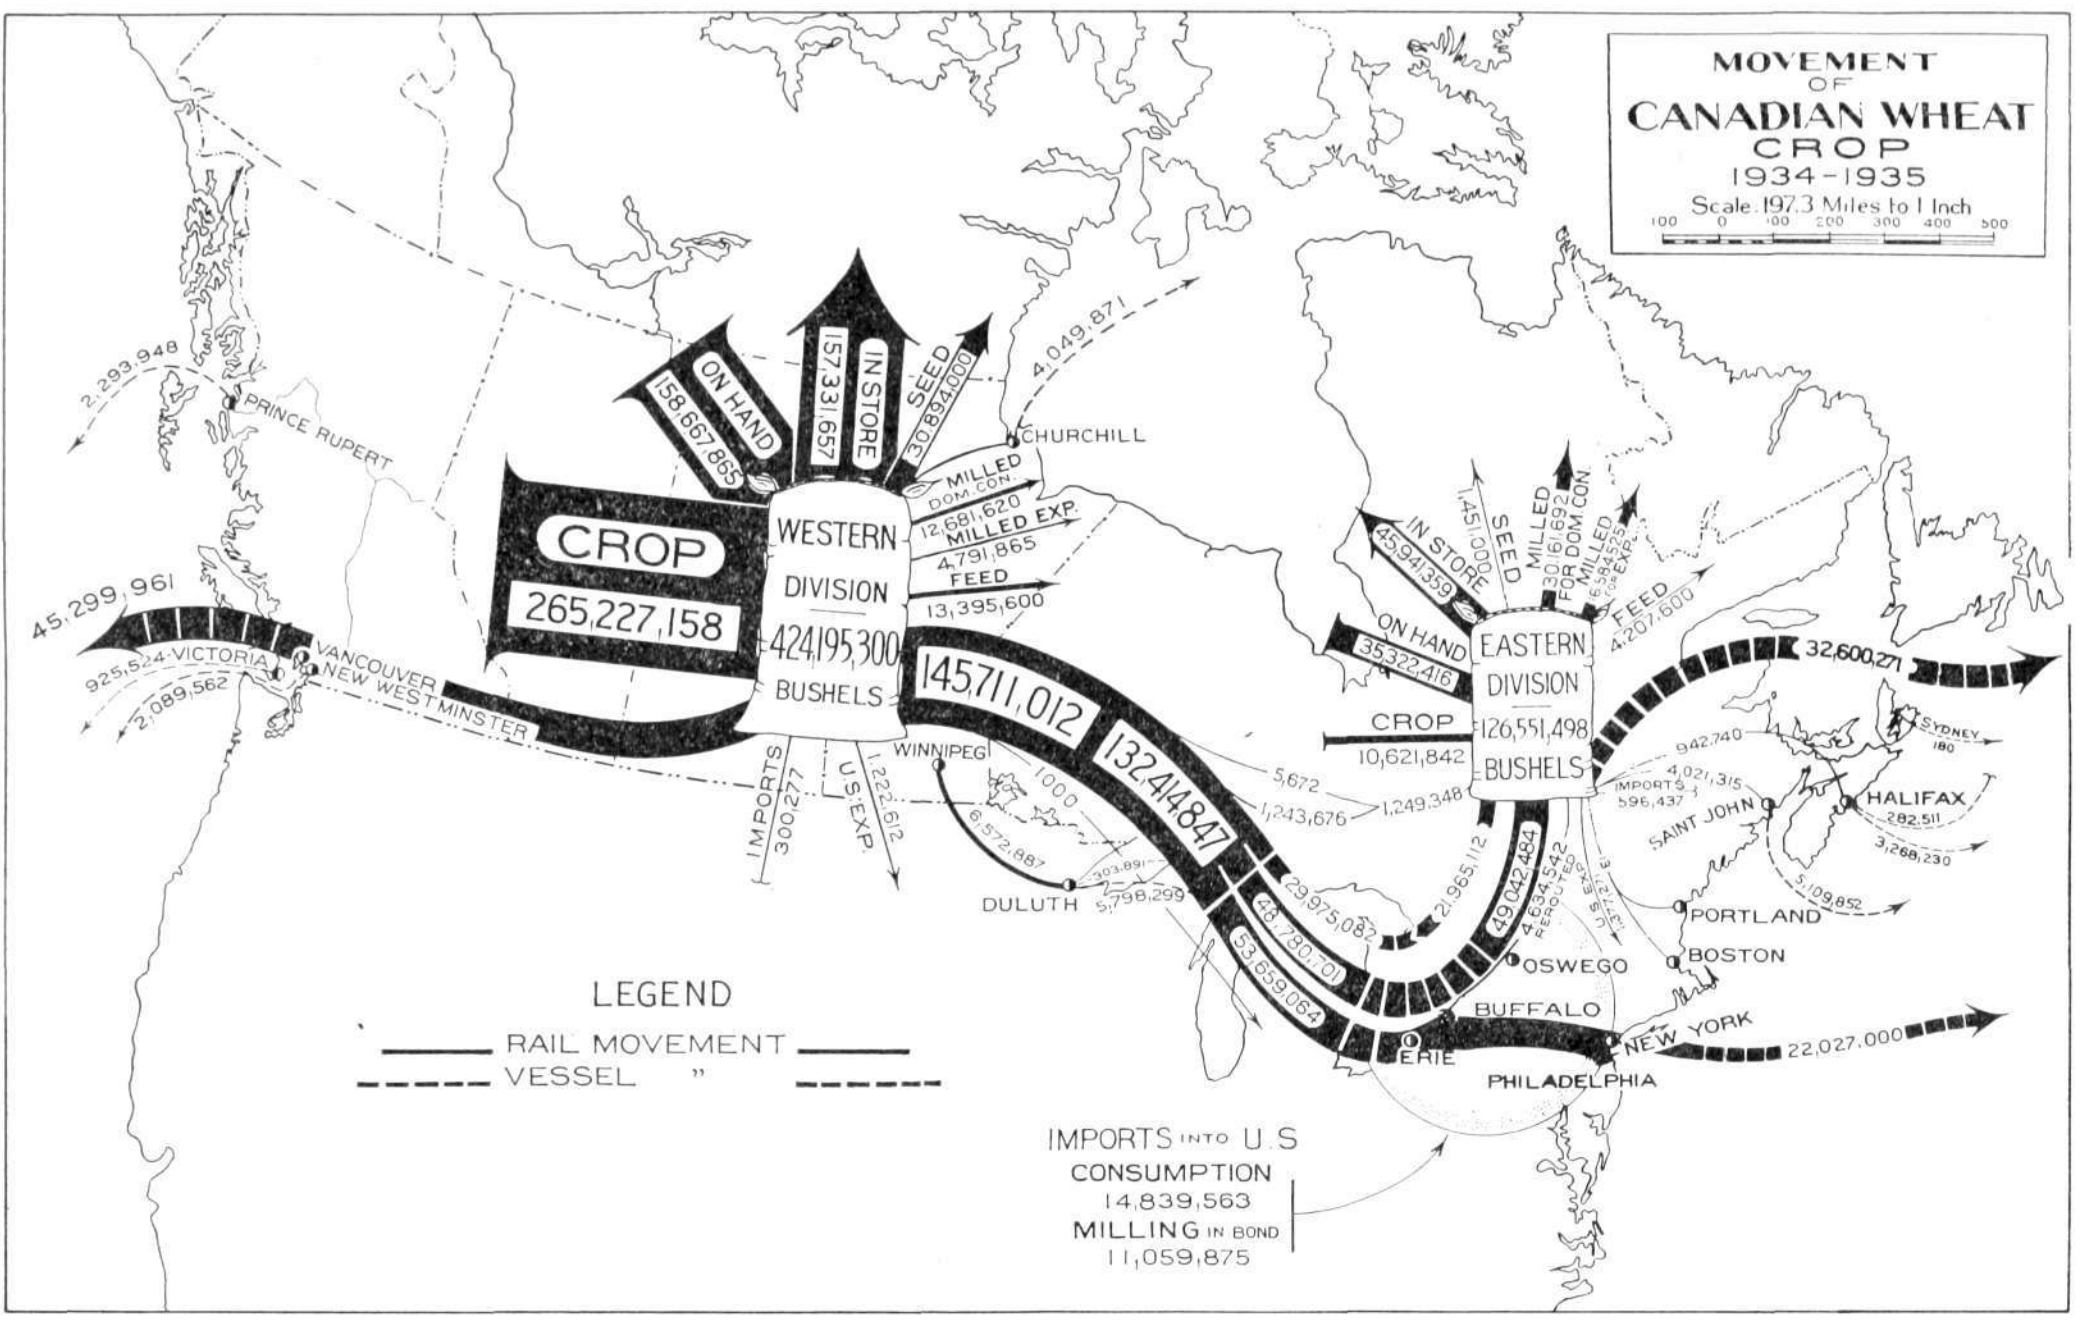 MOVEMENT
OF
CANADIAN WHEAT
CROP
1934-1935
Scale: 197.3 Miles to 1 Inch
100 0 100 200 300 400 500
2,293,948
PRINCE RUPERT
45,299,961
925,524
VICTORIA
2,089,562
VANCOUVER
NEW WESTMINSTER
CROP
265,227,158
ON HAND
158,667,865
157,331,657
IN STORE
SEED
30,894,000
4,049,871
CHURCHILL
MILLED
DOM. CON.
12,681,620
MILLED EXP.
4,791,865
FEED
13,395,600
WESTERN
DIVISION
424,195,300
BUSHELS
IMPORTS
300,277
U.S. EXP.
1,222,612
WINNIPEG
6,572,887
DULUTH
1000
303,891
5,798,299
145,711,012
132,414,847
5,672
1,243,676
1,249,348
29,975,082
48,780,701
53,659,064
21,965,112
49,042,484
4,634,542
REROUTED
U.S. EXP.
IN STORE
45,941,359
1,451,000
SEED
MILLED
FOR DOM. CON.
30,161,692
MILLED
FOR EXP.
FEED
4,207,600
ON HAND
35,322,416
CROP
10,621,842
EASTERN
DIVISION
126,551,498
BUSHELS
32,600,271
942,740
4,021,315
IMPORTS
596,437
SAINT JOHN
SYDNEY
180
HALIFAX
282,511
3,268,230
5,109,852
PORTLAND
BOSTON
OSWEGO
BUFFALO
ERIE
NEW YORK
22,027,000
PHILADELPHIA
LEGEND
RAIL MOVEMENT
VESSEL "
IMPORTS INTO U.S
CONSUMPTION
14,839,563
MILLING IN BOND
11,059,875